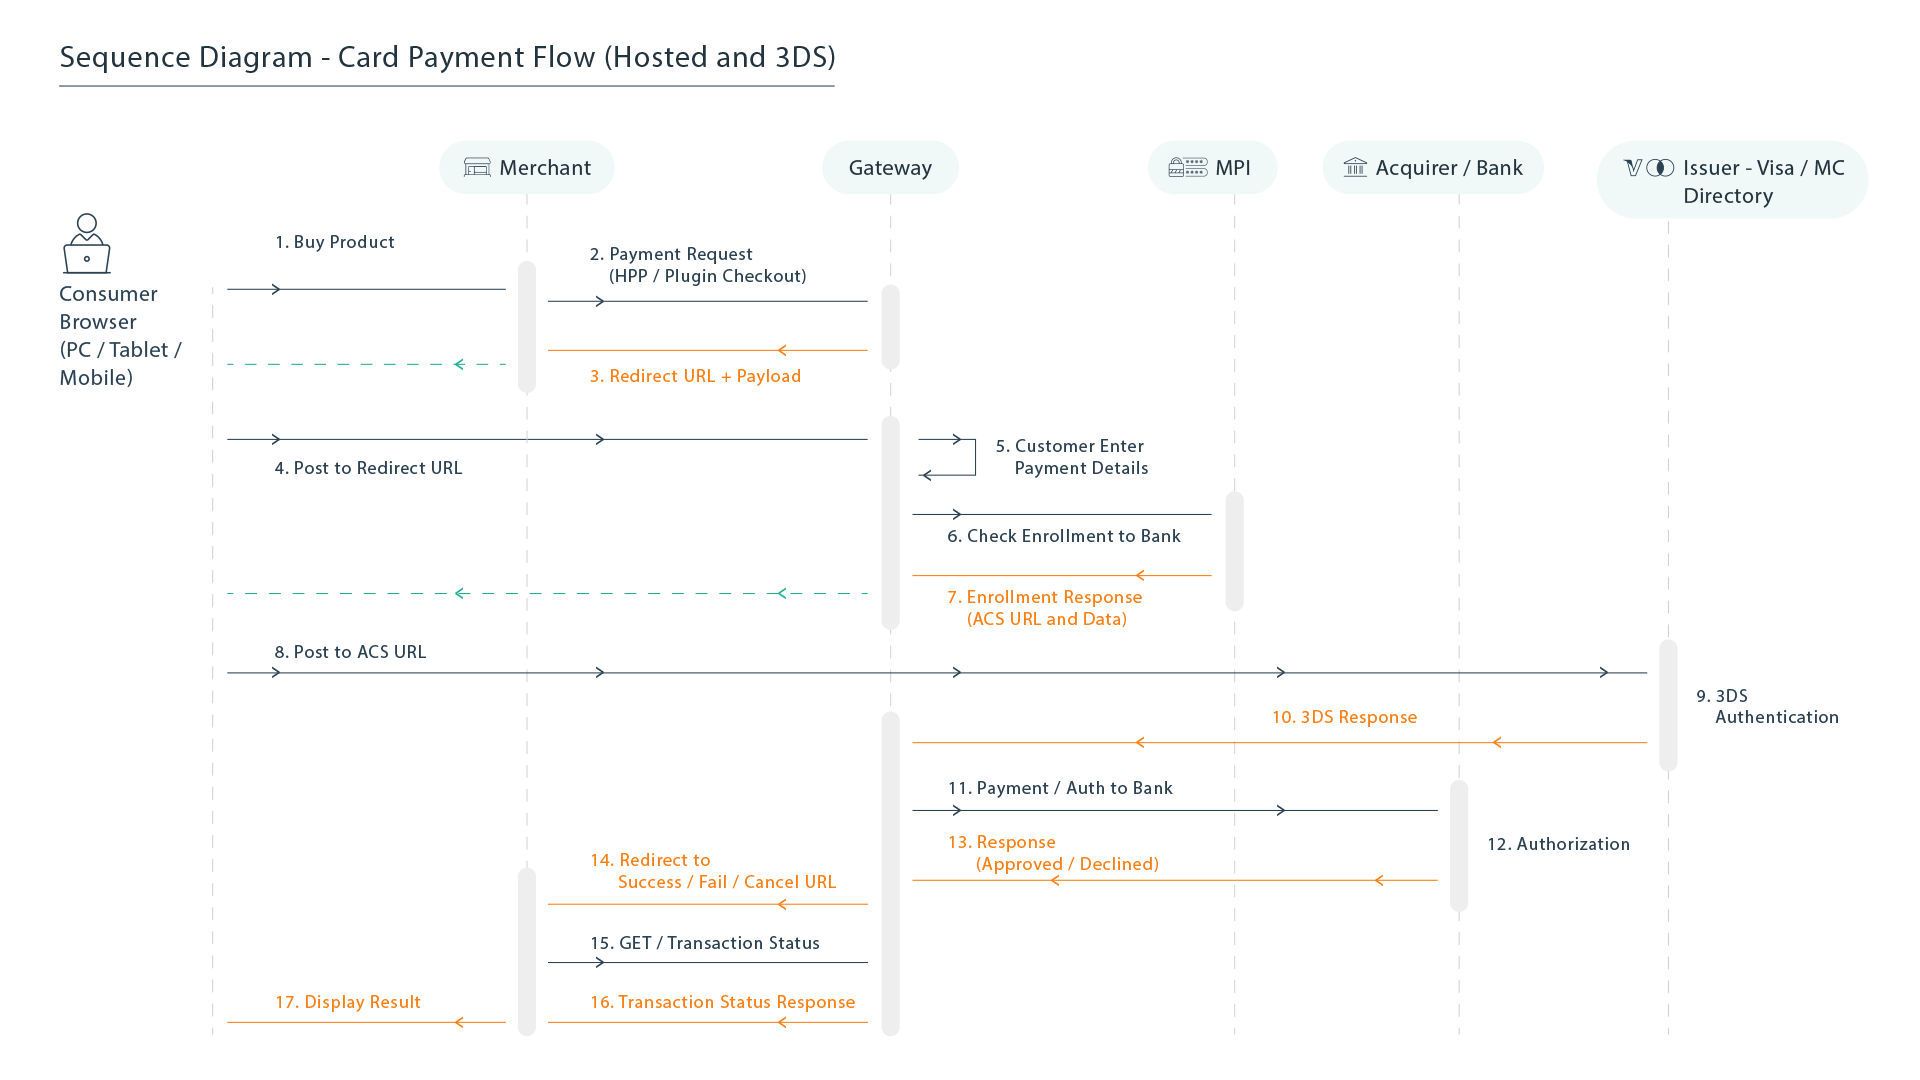 Sequence Diagram - Card Payment Flow (Hosted and 3DS)
Merchant
Gateway
MPI
Acquirer / Bank
Issuer - Visa / MC
Directory
Consumer
Browser
(PC / Tablet /
Mobile)
1. Buy Product
2. Payment Request
(HPP / Plugin Checkout)
3. Redirect URL + Payload
4. Post to Redirect URL
5. Customer Enter
Payment Details
6. Check Enrollment to Bank
7. Enrollment Response
(ACS URL and Data)
8. Post to ACS URL
9. 3DS
Authentication
10. 3DS Response
11. Payment / Auth to Bank
12. Authorization
13. Response
(Approved / Declined)
14. Redirect to
Success / Fail / Cancel URL
15. GET / Transaction Status
16. Transaction Status Response
17. Display Result